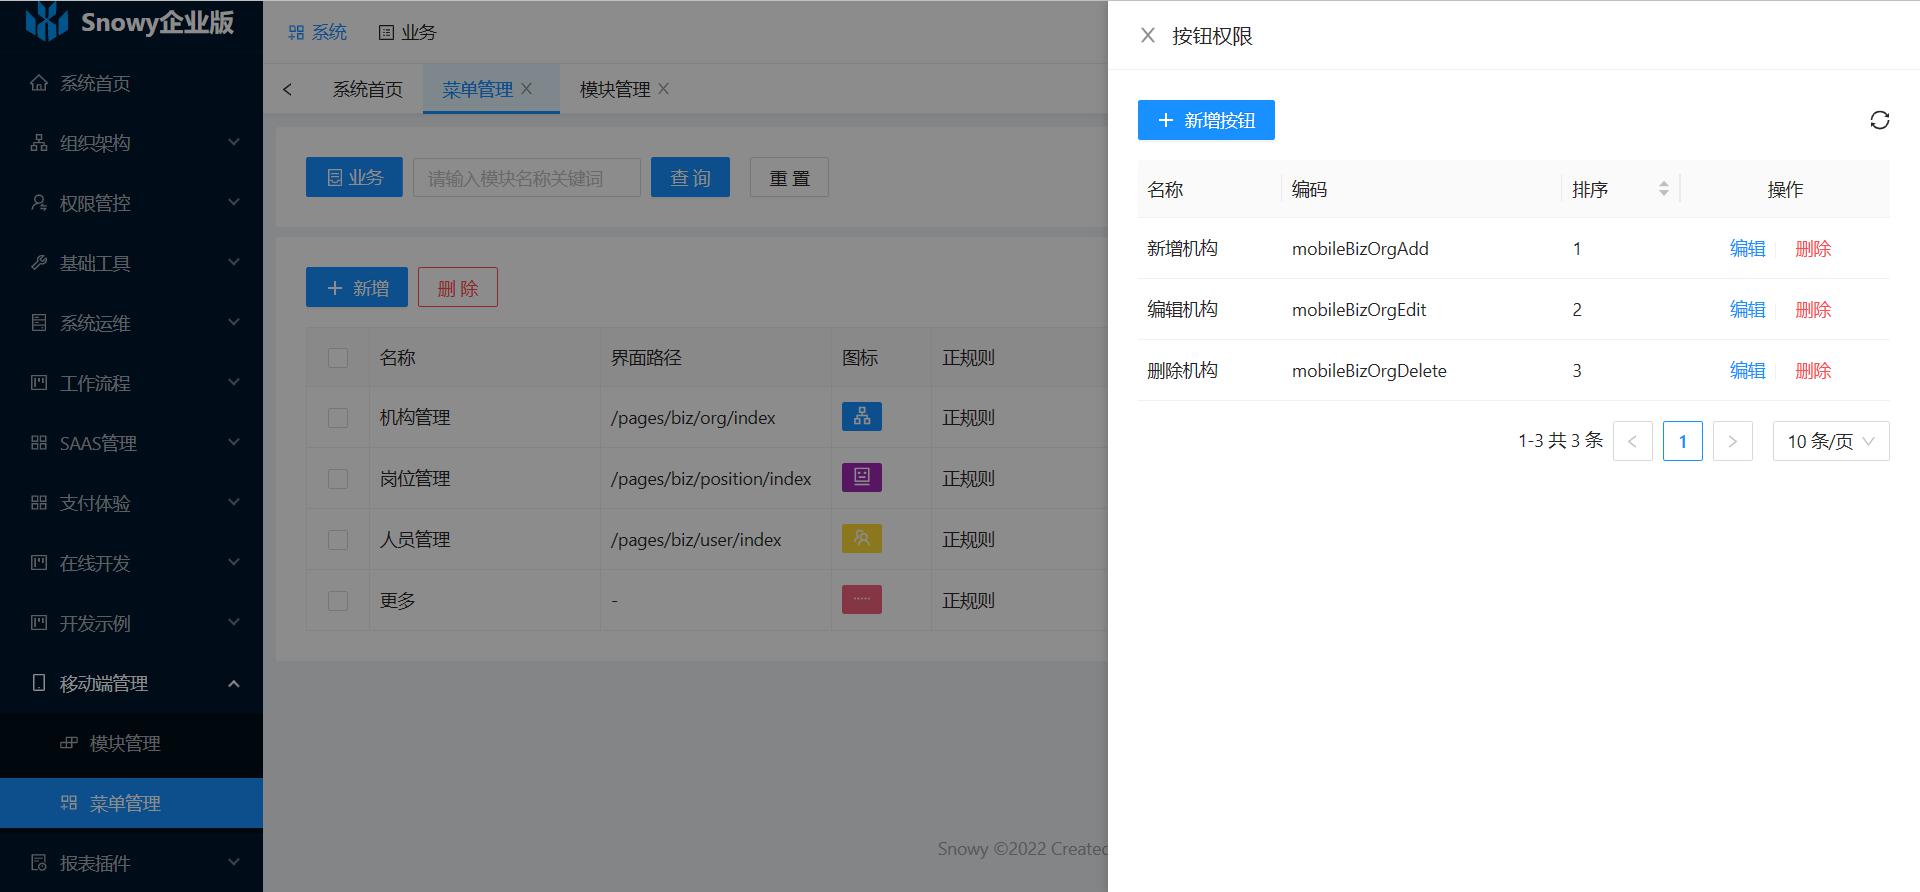 Snowy企业版
系统首页
组织架构
权限管控
基础工具
系统运维
工作流程
SAAS管理
支付体验
在线开发
开发示例
移动端管理
模块管理
菜单管理
报表插件
系统 业务
系统首页 菜单管理 模块管理
业务 请输入模块名称关键词 查 询 重 置
新增 删 除
名称 界面路径 图标 正规则
机构管理 /pages/biz/org/index 正规则
岗位管理 /pages/biz/position/index 正规则
人员管理 /pages/biz/user/index 正规则
更多 - 正规则
Snowy ©2022 Created
按钮权限
新增按钮
名称 编码 排序 操作
新增机构 mobileBizOrgAdd 1 编辑 删除
编辑机构 mobileBizOrgEdit 2 编辑 删除
删除机构 mobileBizOrgDelete 3 编辑 删除
1-3 共 3 条 < 1 > 10 条/页